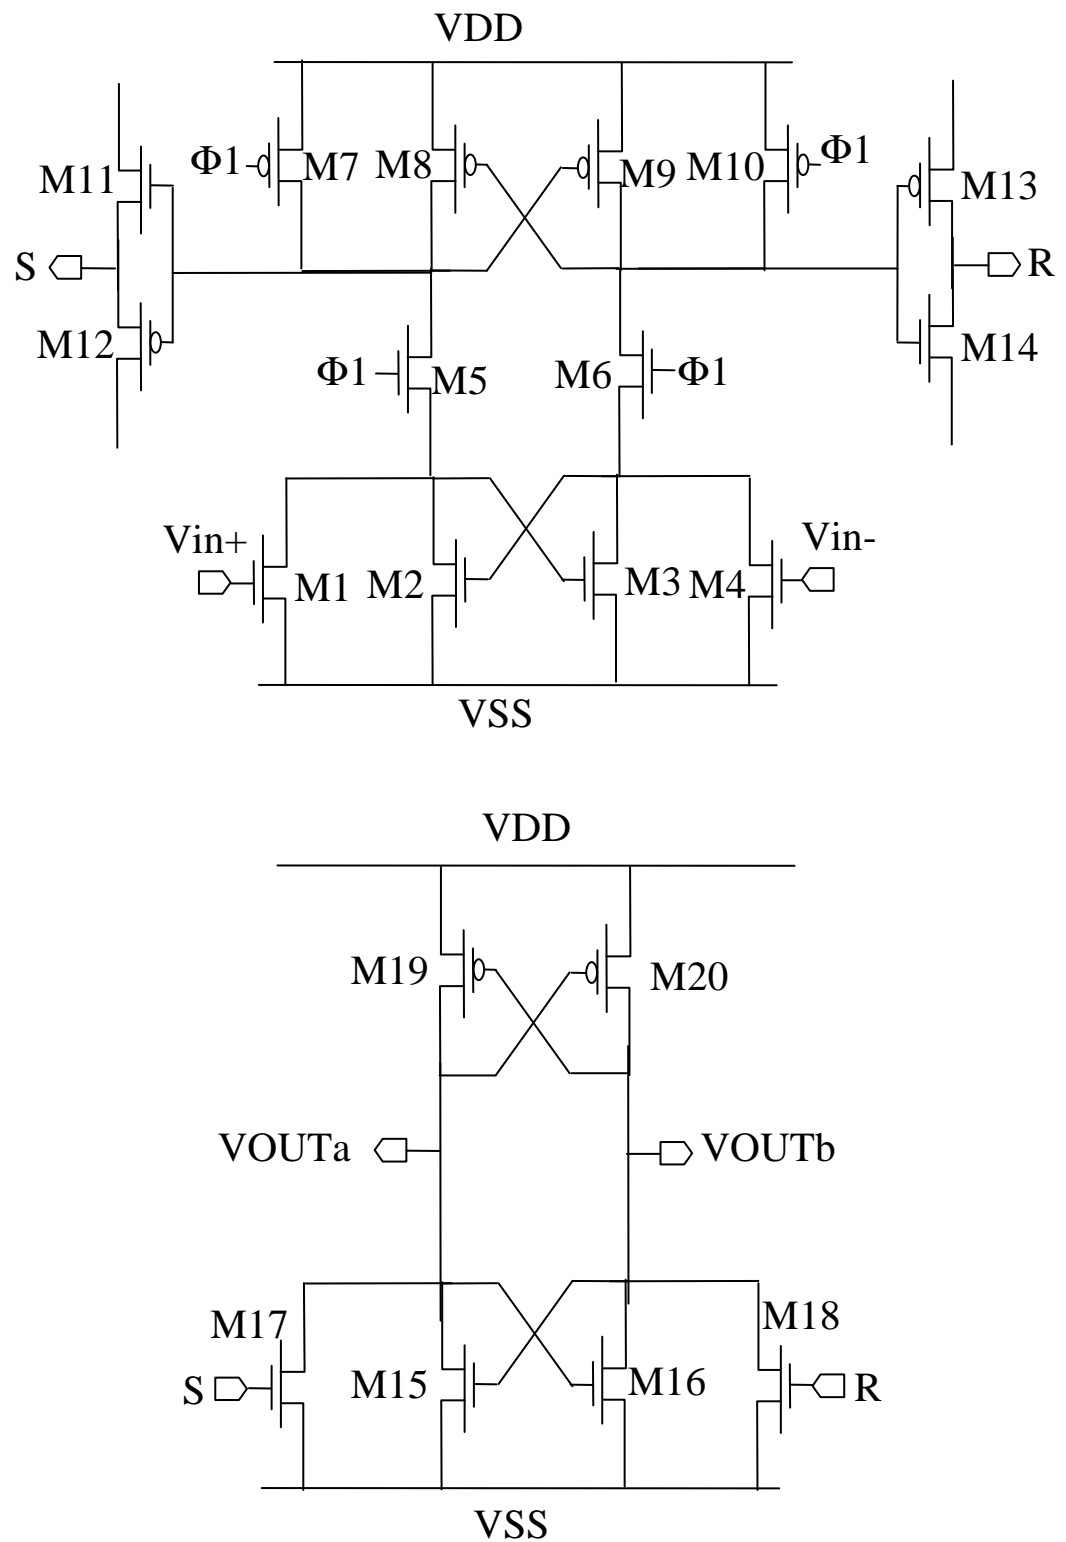 VDD
Φ1 M7 M8 M9 M10 Φ1
M11 M13
S R
M12 M14
Φ1 M5 M6 Φ1
Vin+ Vin-
M1 M2 M3 M4
VSS
VDD
M19 M20
VOUTa VOUTb
M17 M18
S M15 M16 R
VSS